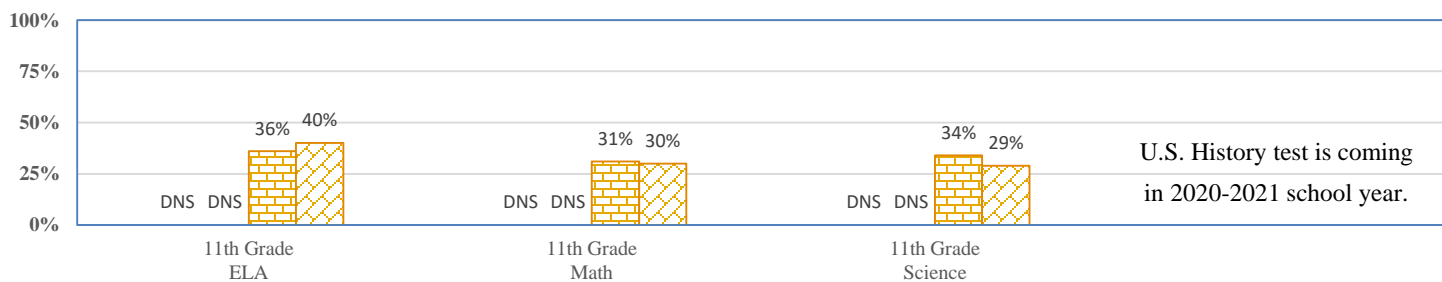 100%
75%
50%
25%
0%
DNS DNS 36% 40%
DNS DNS 31% 30%
DNS DNS 34% 29%
11th Grade
ELA
11th Grade
Math
11th Grade
Science
U.S. History test is coming
in 2020-2021 school year.